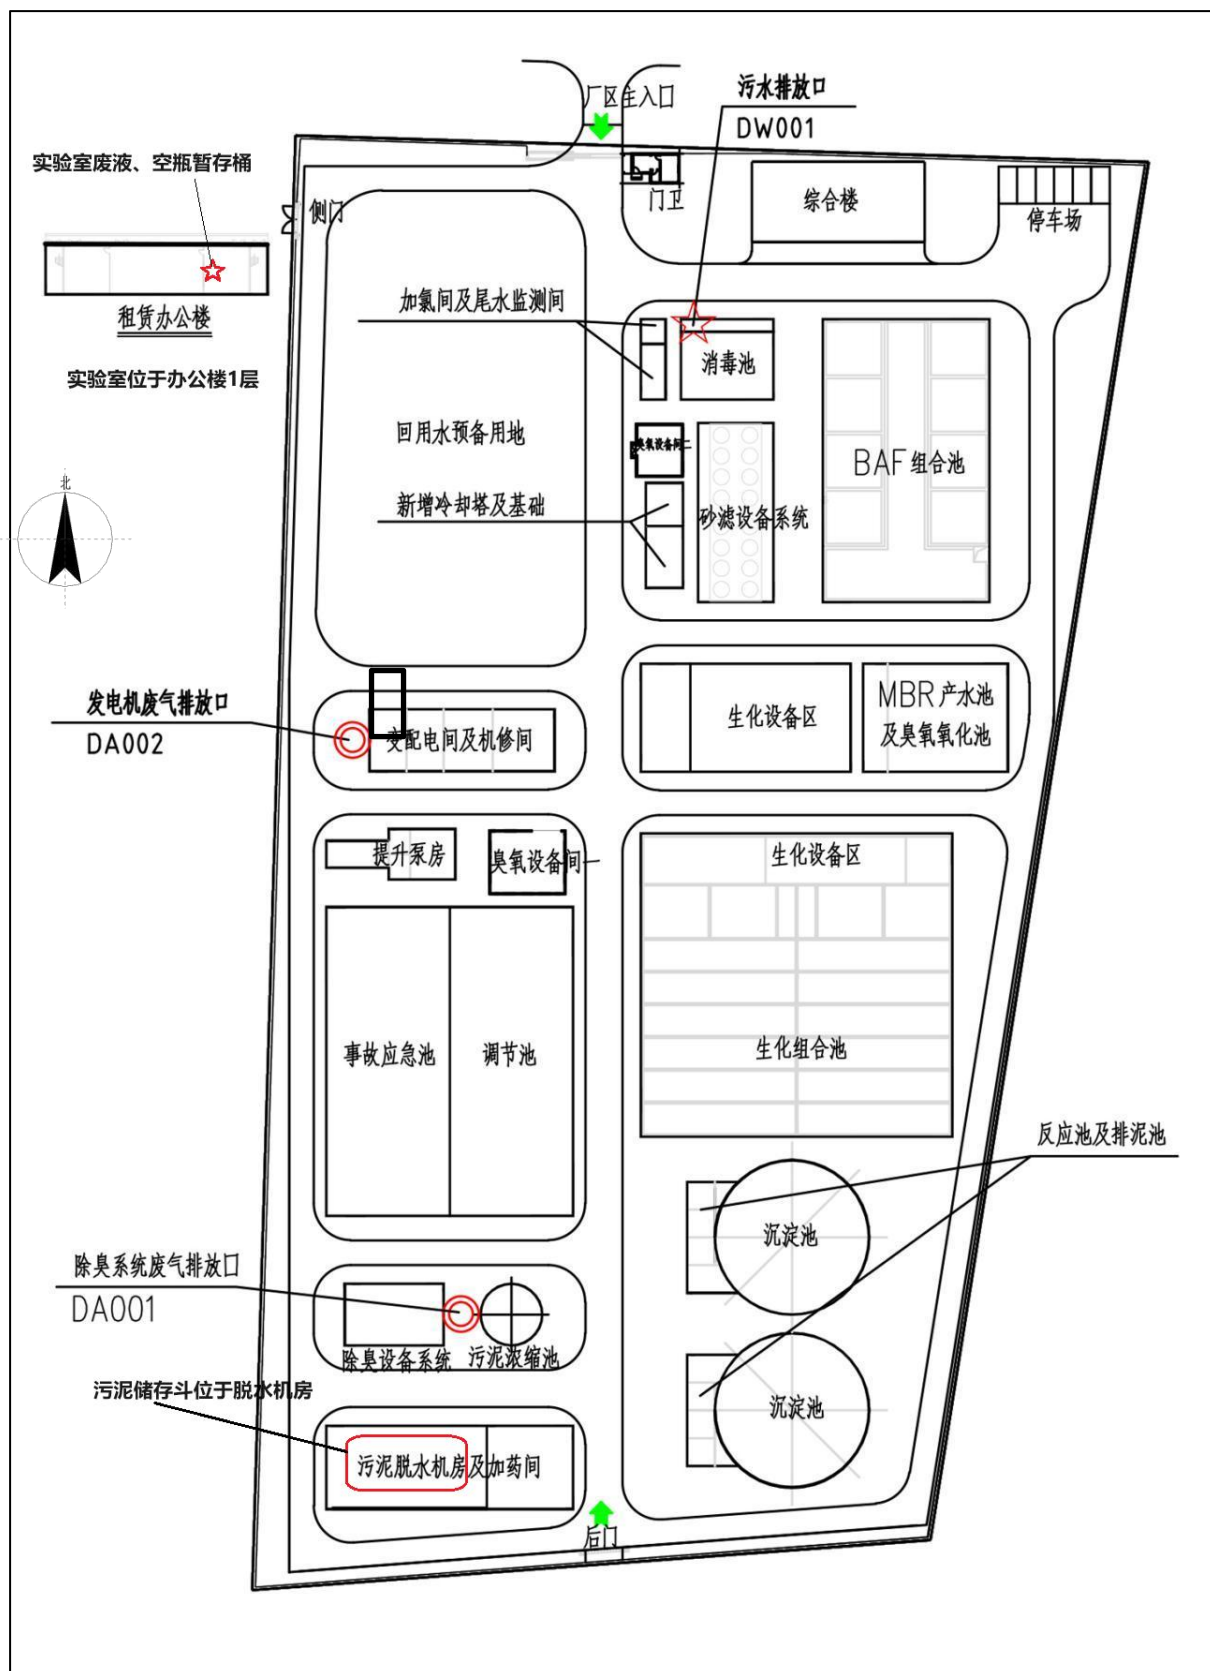 厂区主入口
污水排放口
DW001
实验室废液、空瓶暂存桶
侧门
门卫
综合楼
停车场
租赁办公楼
实验室位于办公楼1层
加氯间及尾水监测间
消毒池
回用水预备用地
臭氧设备间二
BAF组合池
新增冷却塔及基础
砂滤设备系统
北
发电机废气排放口
DA002
变配电间及机修间
生化设备区
MBR产水池
及臭氧氧化池
提升泵房
臭氧设备间一
生化设备区
事故应急池
调节池
生化组合池
反应池及排泥池
沉淀池
除臭系统废气排放口
DA001
除臭设备系统
污泥浓缩池
污泥储存斗位于脱水机房
沉淀池
污泥脱水机房及加药间
后门